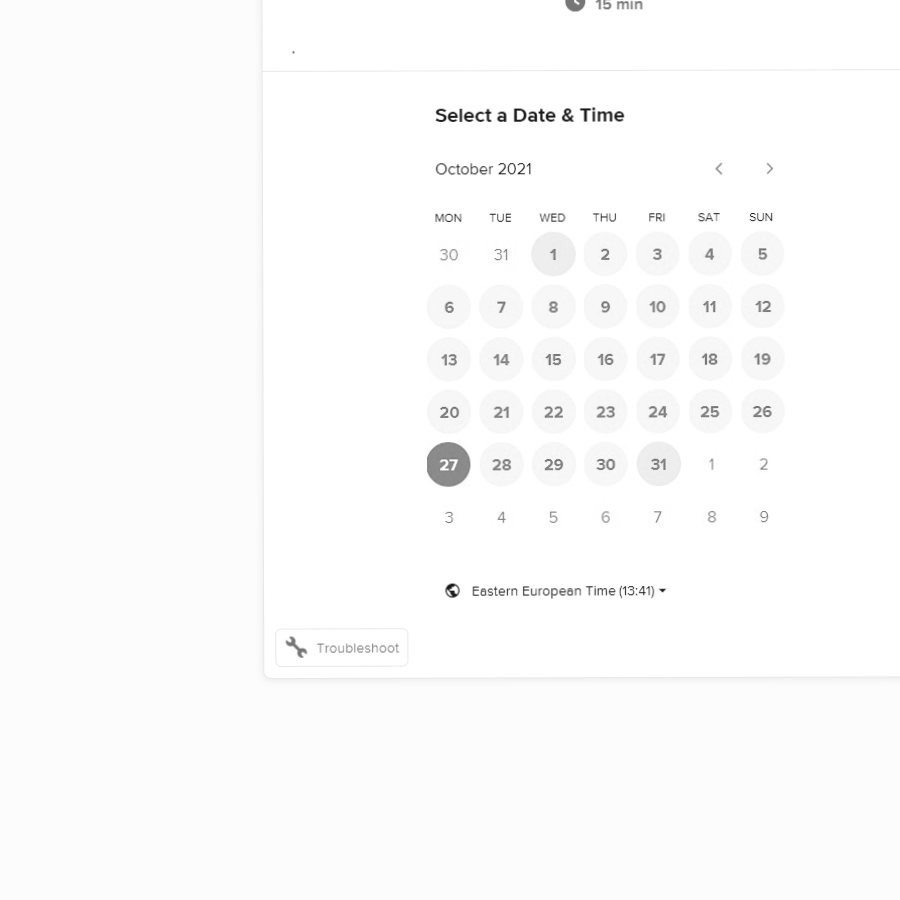 15 min
.
Select a Date & Time
October 2021
MON TUE WED THU FRI SAT SUN
30 31 1 2 3 4 5
6 7 8 9 10 11 12
13 14 15 16 17 18 19
20 21 22 23 24 25 26
27 28 29 30 31 1 2
3 4 5 6 7 8 9
Eastern European Time (13:41)
Troubleshoot